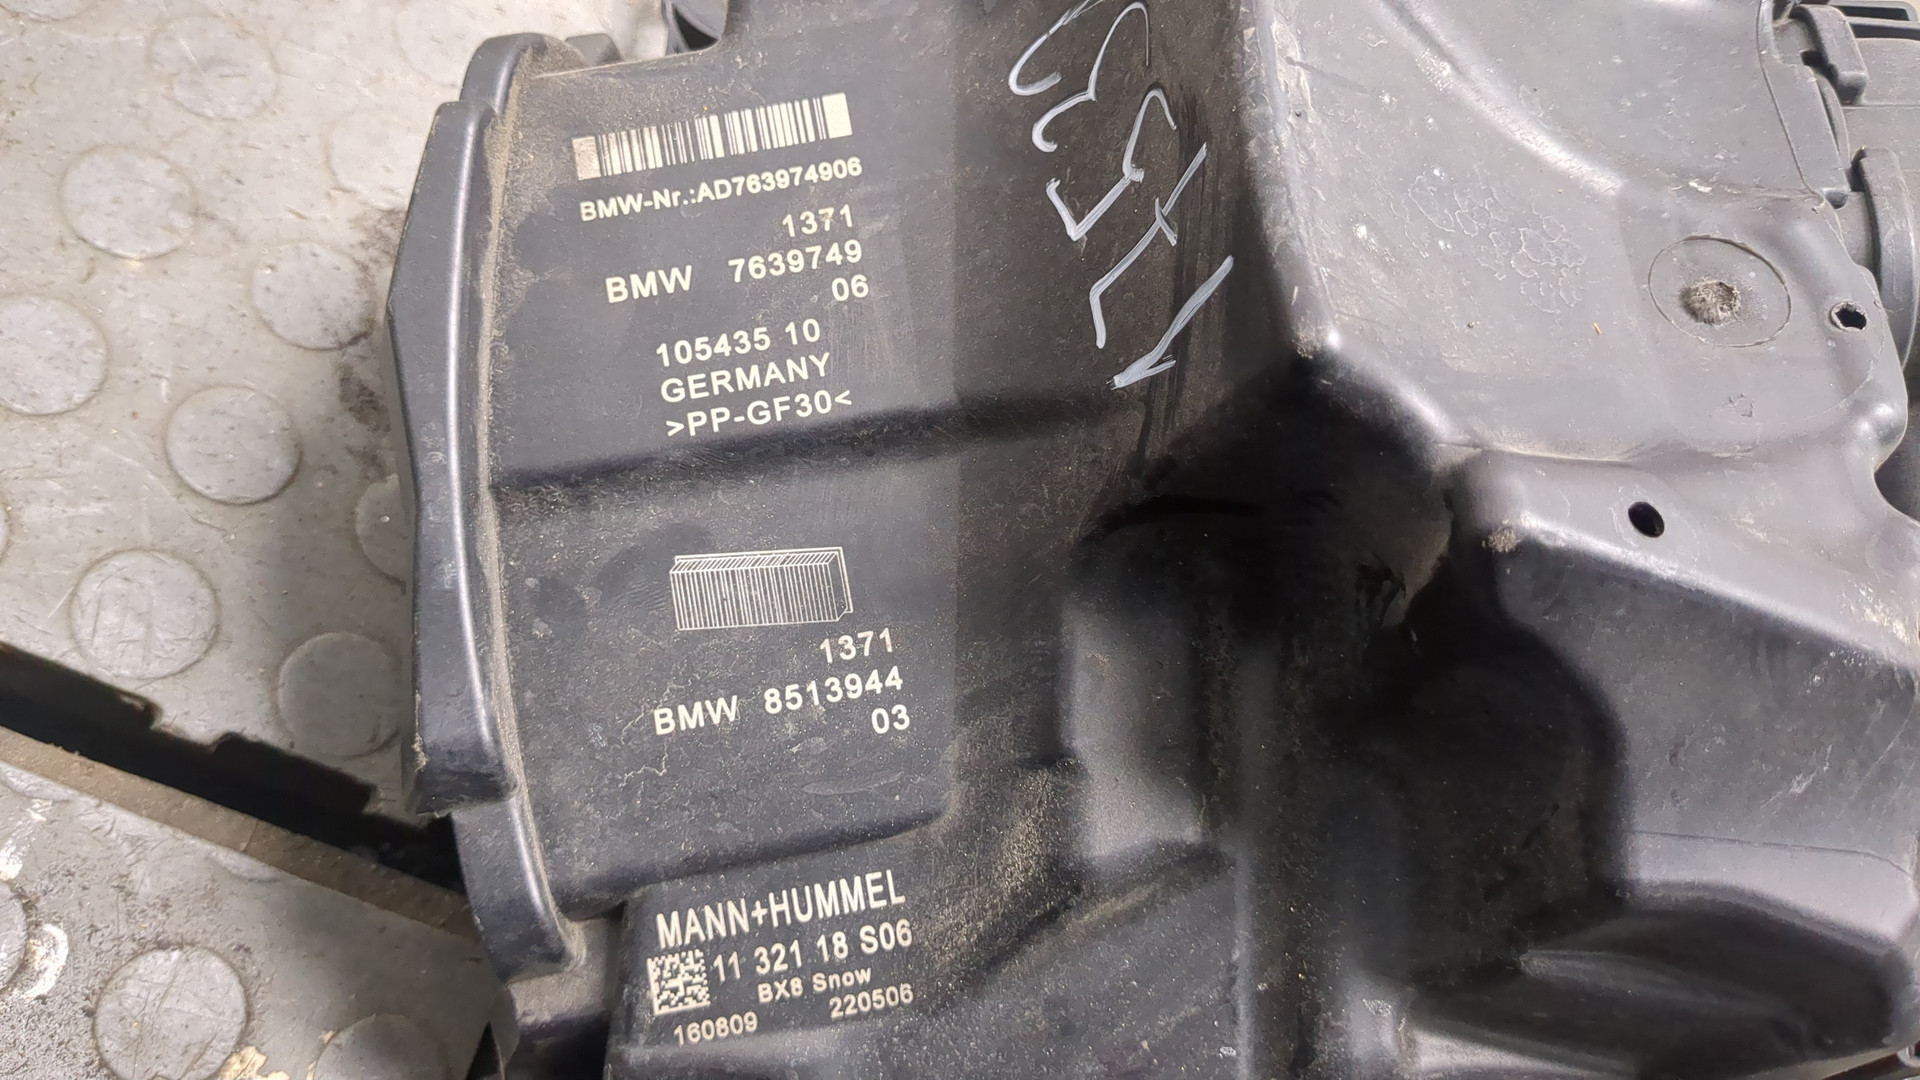 BMW-Nr.:AD763974906
1371
BMW 7639749
06
105435 10
GERMANY
>PP-GF30<
1371
BMW 8513944
03
MANN+HUMMEL
11 321 18 S06
BX8 Snow
160809 220506